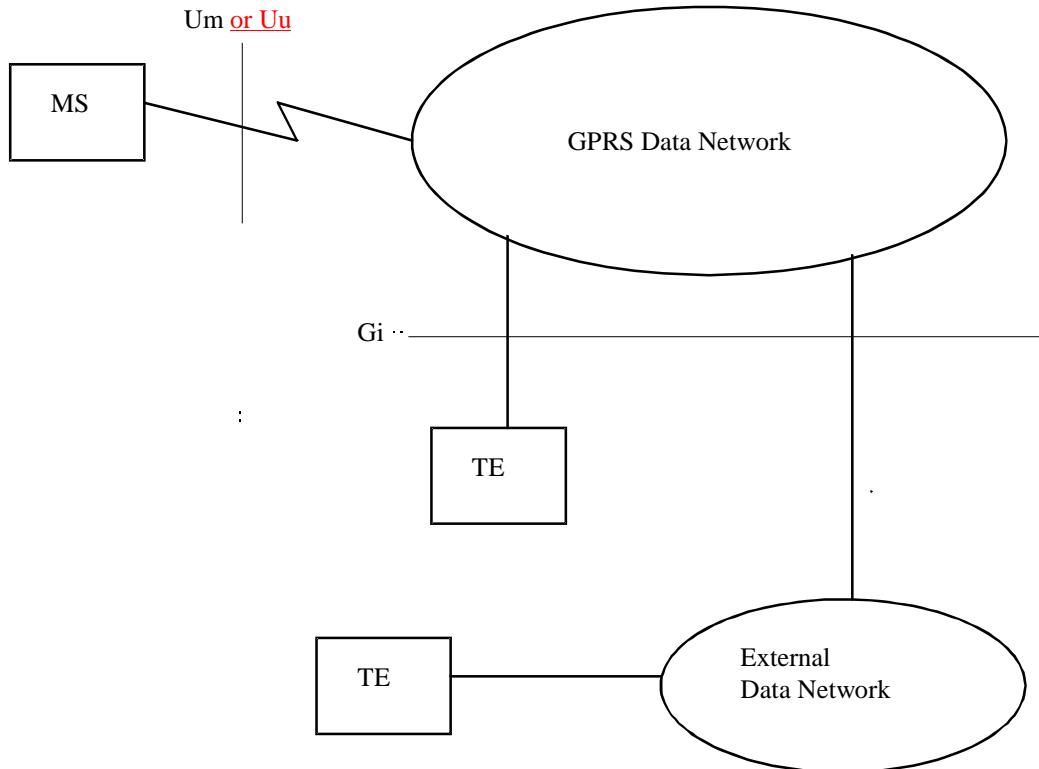 Um or Uu
MS
GPRS Data Network
Gi
TE
TE
External
Data Network